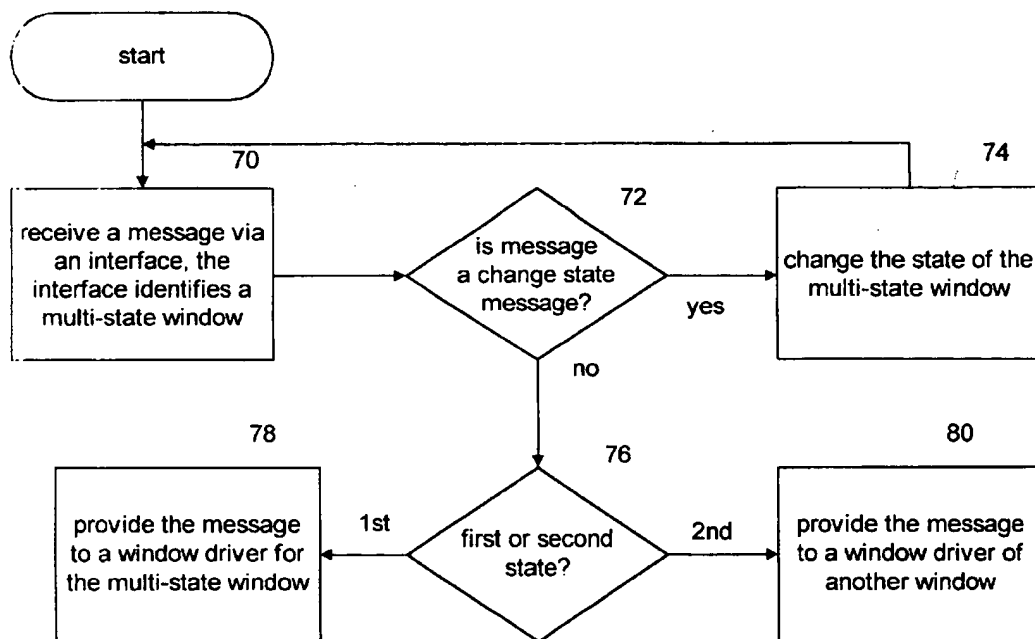 start
70
receive a message via
an interface, the
interface identifies a
multi-state window
72
is message
a change state
message?
yes
no
74
change the state of the
multi-state window
76
first or second
state?
1st
2nd
78
provide the message
to a window driver for
the multi-state window
80
provide the message
to a window driver of
another window